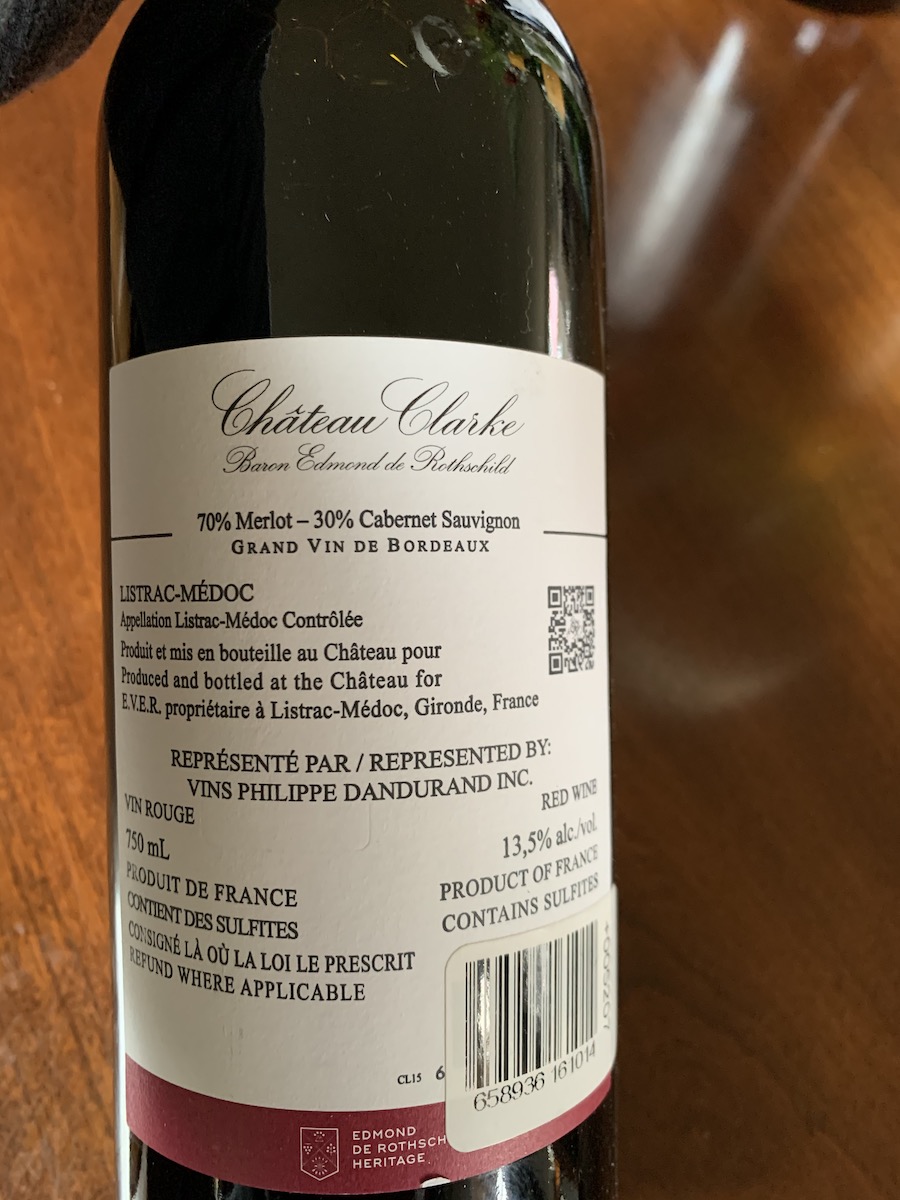 Château Clarke
Baron Edmond de Rothschild
70% Merlot – 30% Cabernet Sauvignon
GRAND VIN DE BORDEAUX
LISTRAC-MÉDOC
Appellation Listrac-Médoc Contrôlée
Produit et mis en bouteille au Château pour
Produced and bottled at the Château for
E.V.E.R. propriétaire à Listrac-Médoc, Gironde, France
REPRÉSENTÉ PAR / REPRESENTED BY:
VINS PHILIPPE DANDURAND INC.
VIN ROUGE
RED WINE
750 mL
13,5% alc./vol.
PRODUIT DE FRANCE
PRODUCT OF FRANCE
CONTIENT DES SULFITES
CONTAINS SULFITES
CONSIGNÉ LÀ OÙ LA LOI LE PRESCRIT
REFUND WHERE APPLICABLE
CL15 6
658936 161014
EDMOND
DE ROTHSCH
HERITAGE